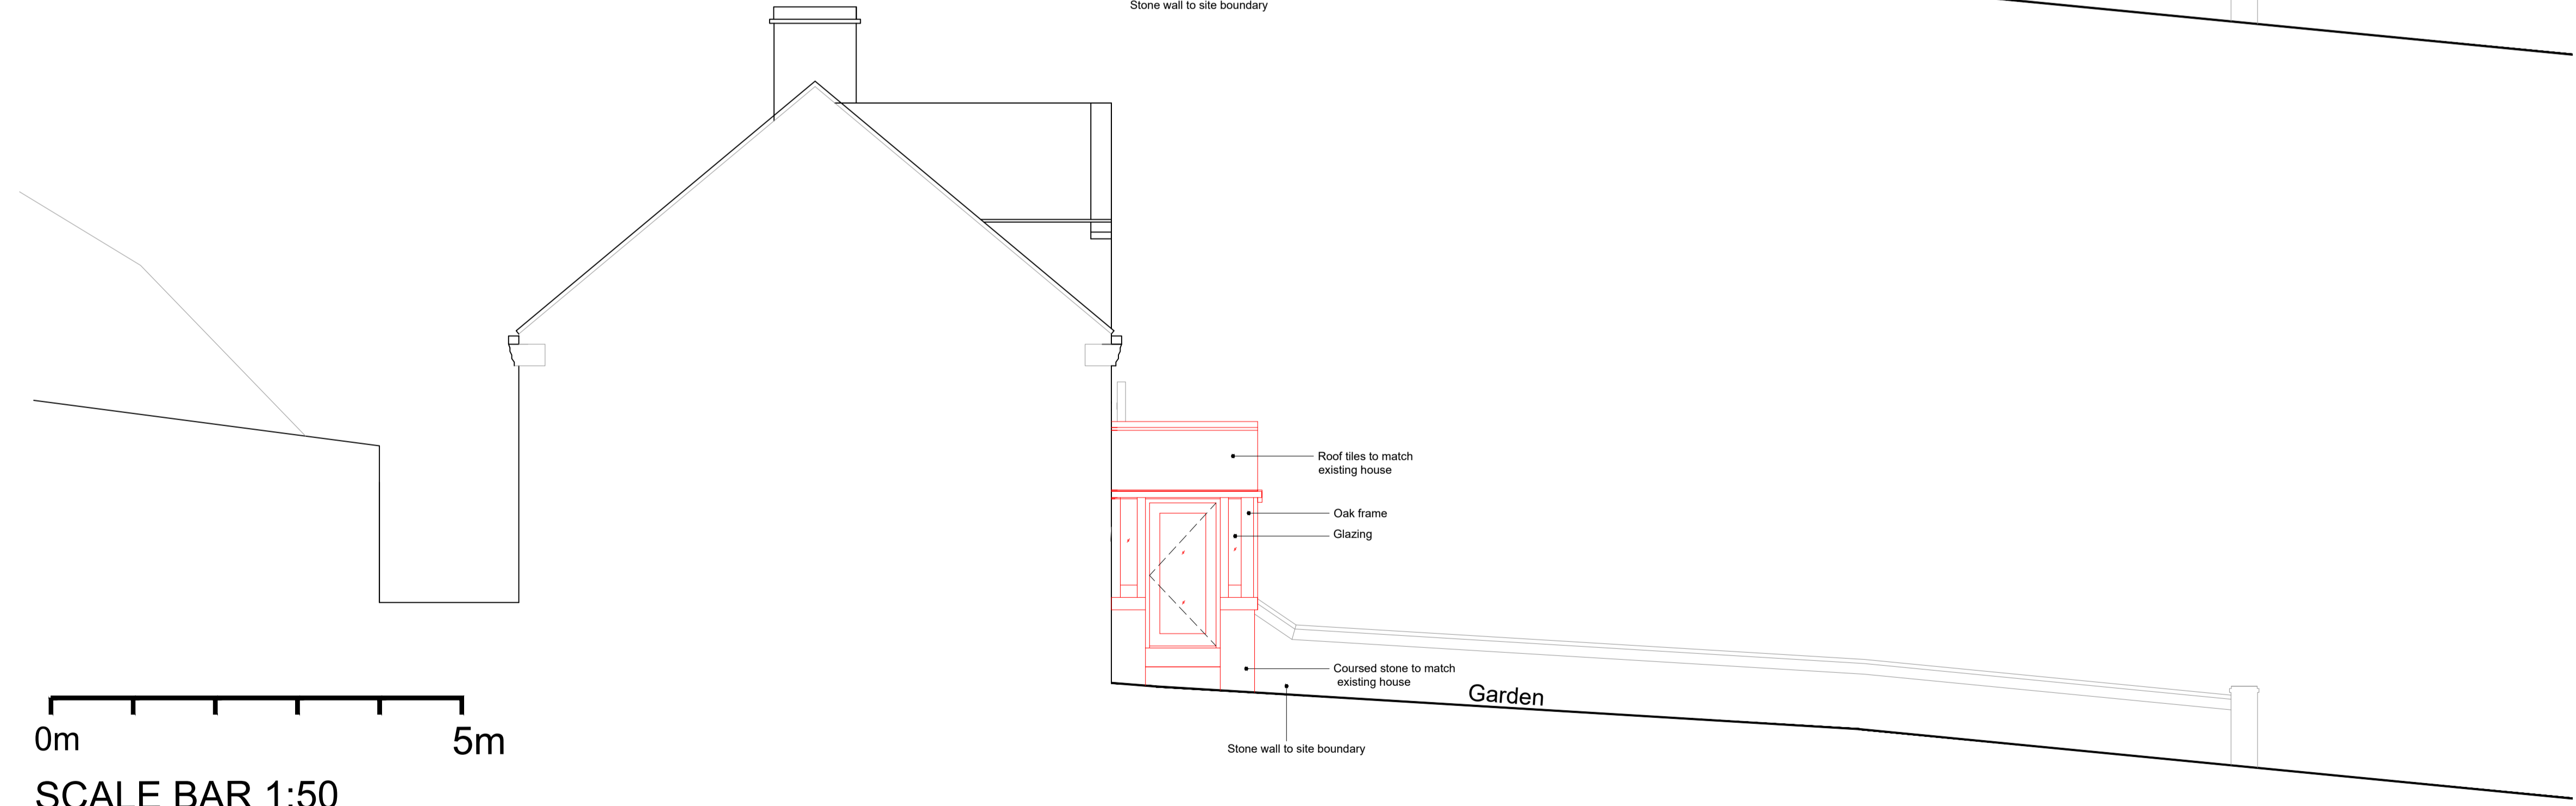 Stone wall to site boundary
Roof tiles to match
existing house
Oak frame
Glazing
Coursed stone to match
existing house
Garden
Stone wall to site boundary
0m
5m
SCALE BAR 1:50